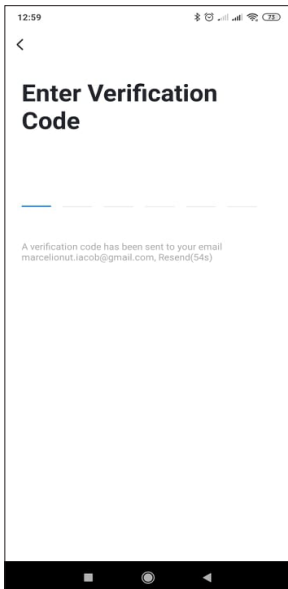 12:59
73
Enter Verification
Code
A verification code has been sent to your email
marcelionut.iacob@gmail.com, Resend(54s)